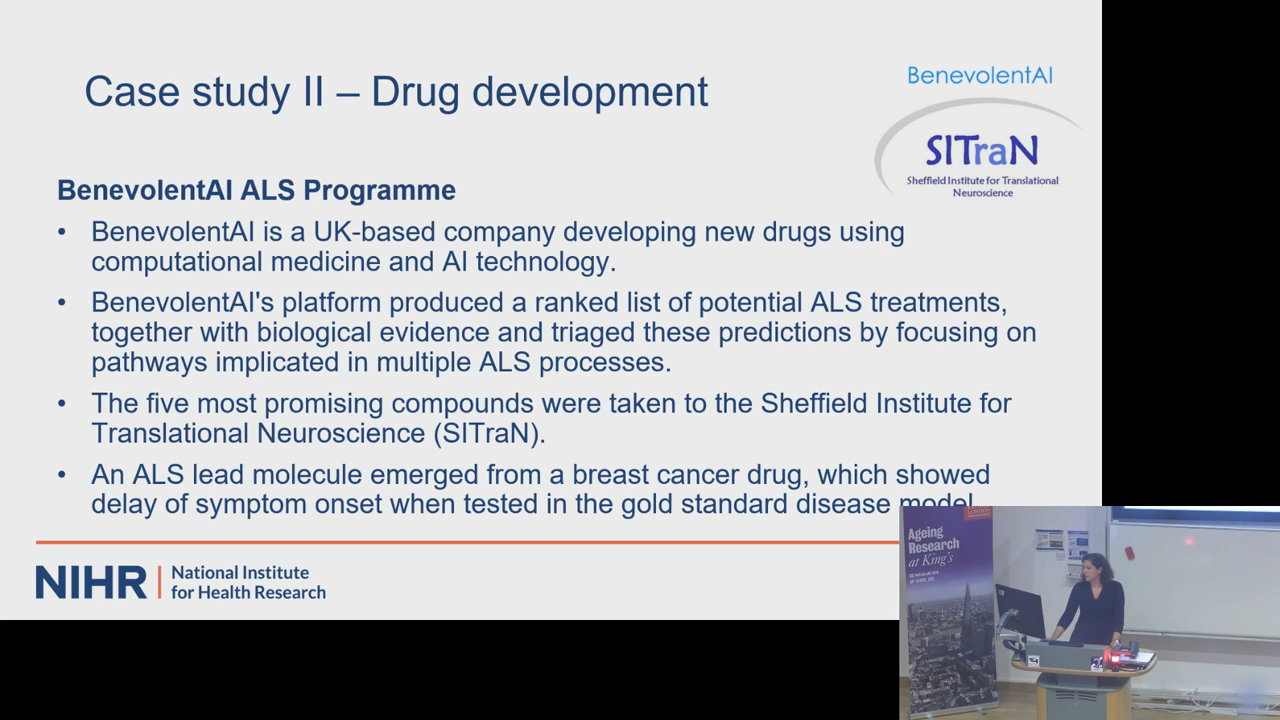 Case study II – Drug development
BenevolentAI
SITraN
Sheffield Institute for Translational
Neuroscience
BenevolentAI ALS Programme
• BenevolentAI is a UK-based company developing new drugs using
computational medicine and AI technology.
• BenevolentAI's platform produced a ranked list of potential ALS treatments,
together with biological evidence and triaged these predictions by focusing on
pathways implicated in multiple ALS processes.
• The five most promising compounds were taken to the Sheffield Institute for
Translational Neuroscience (SITraN).
• An ALS lead molecule emerged from a breast cancer drug, which showed
delay of symptom onset when tested in the gold standard disease model
NIHR
National Institute
for Health Research
LONDON
Ageing
Research
at King's